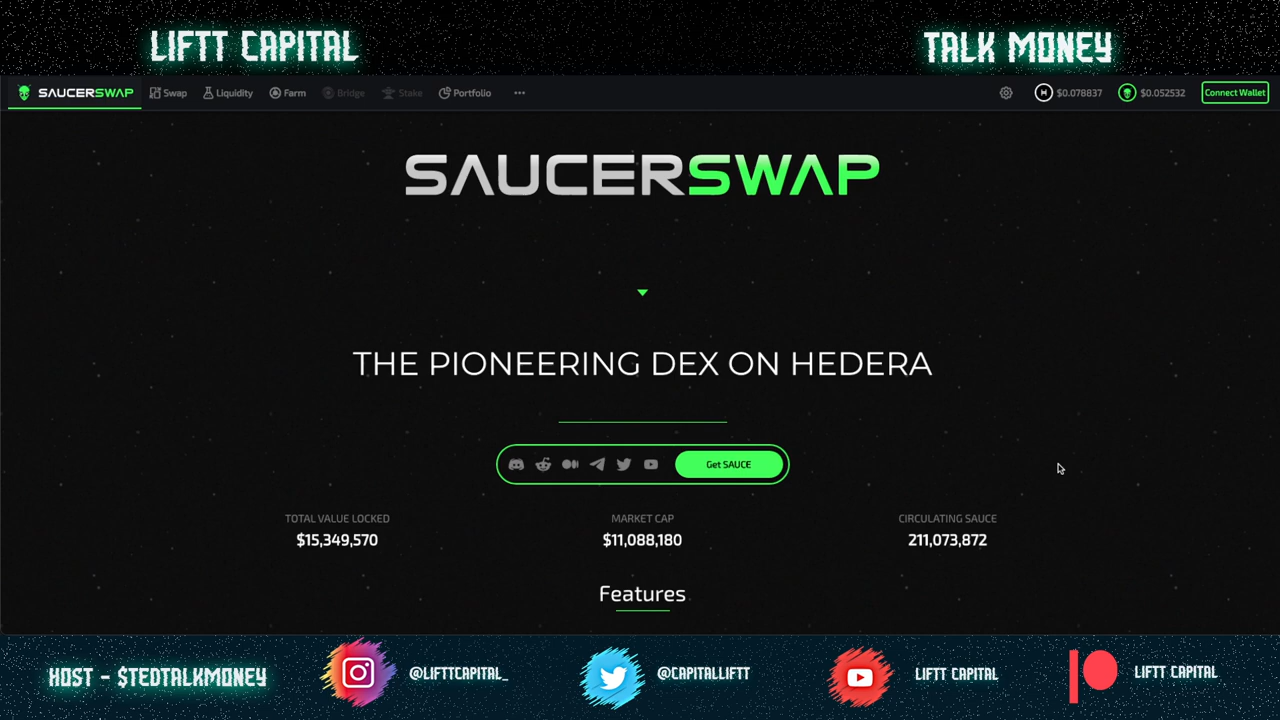 LIFTT CAPITAL
TALK MONEY
SAUCERSWAP Swap Liquidity Farm Bridge Stake Portfolio ••• $0.078837 $0.052532 Connect Wallet
SAUCERSWAP
THE PIONEERING DEX ON HEDERA
Get SAUCE
TOTAL VALUE LOCKED MARKET CAP CIRCULATING SAUCE
$15,349,570 $11,088,180 211,073,872
Features
HOST - $TEDTALKMONEY @LIFTTCAPITAL_ @CAPITALLIFTT LIFTT CAPITAL LIFTT CAPITAL